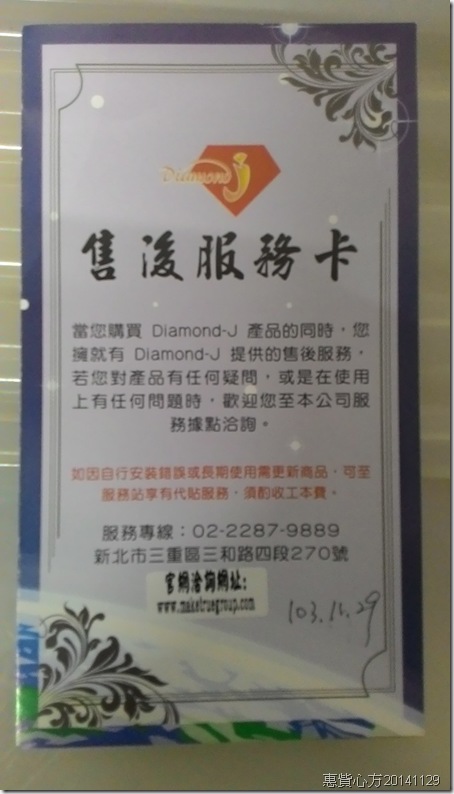 Diamond J
售後服務卡
當您購買 Diamond-J 產品的同時，您
擁就有 Diamond-J 提供的售後服務，
若您對產品有任何疑問，或是在使用
上有任何問題時，歡迎您至本公司服
務據點洽詢。
如因自行安裝錯誤或長期使用需更新商品，可至
服務站享有代貼服務，須酌收工本費。
服務專線：02-2287-9889
新北市三重區三和路四段270號
官網洽詢網址：
www.maketruegroup.com
103.11.29
惠貲心方20141129